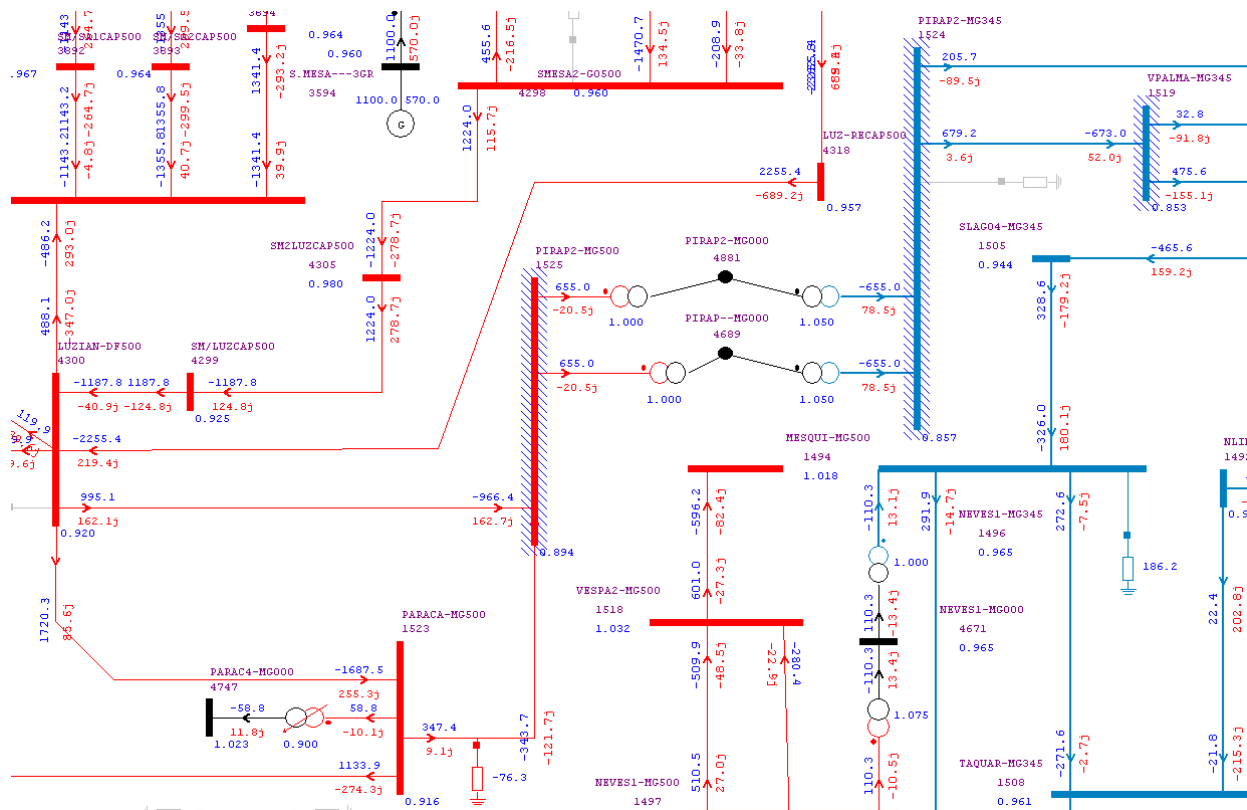 3894
SM/SA1CAP500
3892
SM/SA2CAP500
3893
0.964
0.964
0.960
S.MESA---3GR
3594
1100.0
570.0j
1100.0 570.0
G
1341.4
-293.2j
-1341.4
39.9j
-1143.2
1143.2
-264.7j
-4.8j
-1355.8
1355.8
-299.5j
40.7j
455.6
-216.5j
-1470.7
134.5j
-208.9
-33.8j
SMESA2-GO500
4298
0.960
1224.0
115.7j
689.2j
LUZ-RECAP500
4318
2255.4
-689.2j
0.957
PIRAP2-MG345
1524
205.7
-89.5j
679.2
3.6j
-673.0
52.0j
VPALMA-MG345
1519
32.8
-91.8j
475.6
-155.1j
0.853
SLAGO4-MG345
1505
0.944
-465.6
159.2j
328.6
-179.2j
-326.0
180.1j
-486.2
293.0j
488.1
-347.0j
SM2LUZCAP500
4305
0.980
-1224.0
-278.7j
1224.0
278.7j
PIRAP2-MG500
1525
PIRAP2-MG000
4881
655.0
-20.5j
1.000
1.050
-655.0
78.5j
PIRAP--MG000
4689
655.0
-20.5j
1.000
1.050
-655.0
78.5j
0.857
LUZIAN-DF500
4300
SM/LUZCAP500
4299
-1187.8 1187.8
-40.9j -124.8j
-1187.8
124.8j
0.925
119.9
-2255.4
219.4j
995.1
162.1j
-966.4
162.7j
0.920
0.894
1720.3
85.6j
MESQUI-MG500
1494
1.018
-596.2
-82.4j
601.0
-27.3j
VESPA2-MG500
1518
1.032
-509.9
-48.5j
-22.9j
-280.4
510.5
27.0j
NEVES1-MG500
1497
-110.3
13.1j
291.9
-14.7j
NEVES1-MG345
1496
0.965
272.6
-7.5j
186.2
1.000
110.3
-13.4j
NEVES1-MG000
4671
0.965
-110.3
13.4j
1.075
110.3
-10.5j
-271.6
-2.7j
TAQUAR-MG345
1508
0.961
22.4
202.8j
-21.8
-215.3j
PARACA-MG500
1523
-1687.5
255.3j
PARAC4-MG000
4747
-58.8
11.8j
58.8
-10.1j
1.023
0.900
347.4
9.1j
-343.7
-121.7j
-76.3
1133.9
-274.3j
0.916